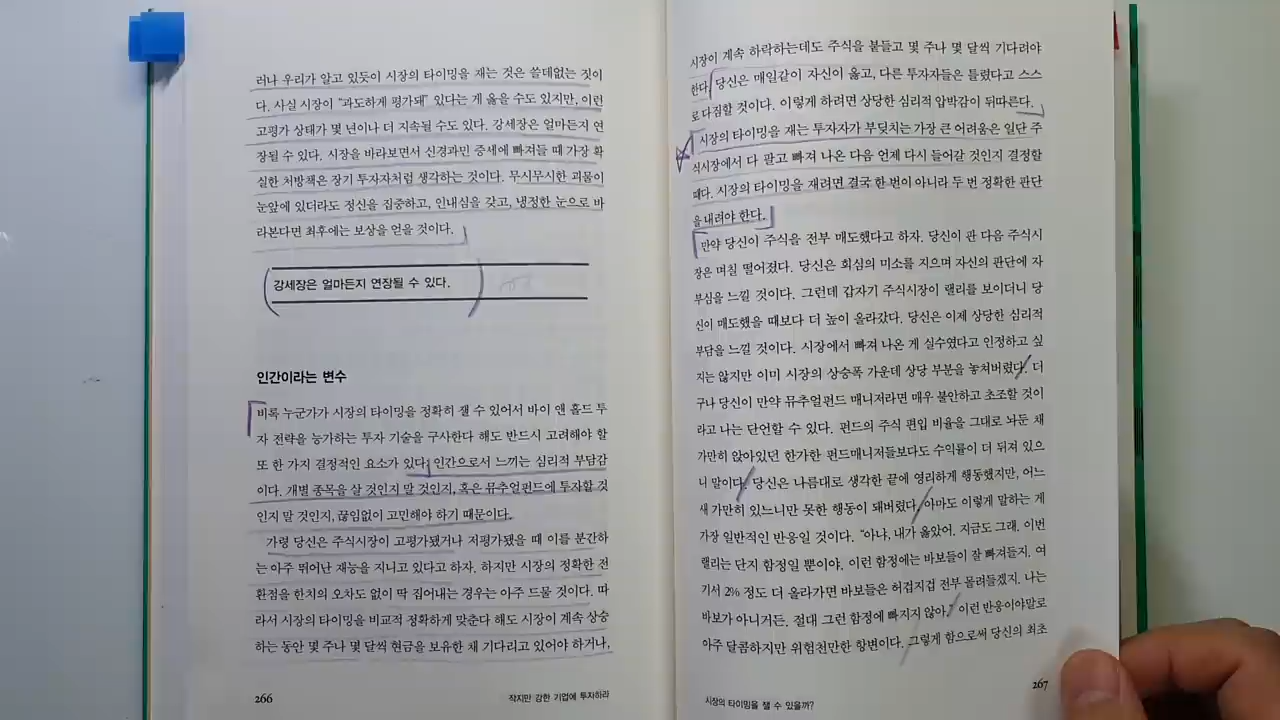 러나 우리가 알고 있듯이 시장의 타이밍을 재는 것은 쓸데없는 짓이
다. 사실 시장이 “과도하게 평가돼” 있다는 게 옳을 수도 있지만, 이런
고평가 상태가 몇 년이나 더 지속될 수도 있다. 강세장은 얼마든지 연
장될 수 있다. 시장을 바라보면서 신경과민 증세에 빠져들 때 가장 확
실한 처방책은 장기 투자자처럼 생각하는 것이다. 무시무시한 괴물이
눈앞에 있더라도 정신을 집중하고, 인내심을 갖고, 냉정한 눈으로 바
라본다면 최후에는 보상을 얻을 것이다.
강세장은 얼마든지 연장될 수 있다.
인간이라는 변수
비록 누군가가 시장의 타이밍을 정확히 잴 수 있어서 바이 앤 홀드 투
자 전략을 능가하는 투자 기술을 구사한다 해도 반드시 고려해야 할
또 한 가지 결정적인 요소가 있다. 인간으로서 느끼는 심리적 부담감
이다. 개별 종목을 살 것인지 말 것인지, 혹은 뮤추얼펀드에 투자할 것
인지 말 것인지, 끊임없이 고민해야 하기 때문이다.
가령 당신은 주식시장이 고평가됐거나 저평가됐을 때 이를 분간하
는 아주 뛰어난 재능을 지니고 있다고 하자. 하지만 시장의 정확한 전
환점을 한치의 오차도 없이 딱 집어내는 경우는 아주 드물 것이다. 따
라서 시장의 타이밍을 비교적 정확하게 맞춘다 해도 시장이 계속 상승
하는 동안 몇 주나 몇 달씩 현금을 보유한 채 기다리고 있어야 하거나,
266
작지만 강한 기업에 투자하라
시장이 계속 하락하는데도 주식을 붙들고 몇 주나 몇 달씩 기다려야
한다. 당신은 매일같이 자신이 옳고, 다른 투자자들은 틀렸다고 스스
로 다짐할 것이다. 이렇게 하려면 상당한 심리적 압박감이 뒤따른다.
시장의 타이밍을 재는 투자자가 부딪치는 가장 큰 어려움은 일단 주
식시장에서 다 팔고 빠져 나온 다음 언제 다시 들어갈 것인지 결정할
때다. 시장의 타이밍을 재려면 결국 한 번이 아니라 두 번 정확한 판단
을 내려야 한다.
만약 당신이 주식을 전부 매도했다고 하자. 당신이 판 다음 주식시
장은 며칠 떨어졌다. 당신은 회심의 미소를 지으며 자신의 판단에 자
부심을 느낄 것이다. 그런데 갑자기 주식시장이 랠리를 보이더니 당
신이 매도했을 때보다 더 높이 올라갔다. 당신은 이제 상당한 심리적
부담을 느낄 것이다. 시장에서 빠져 나온 게 실수였다고 인정하고 싶
지는 않지만 이미 시장의 상승폭 가운데 상당 부분을 놓쳐버렸다. 더
구나 당신이 만약 뮤추얼펀드 매니저라면 매우 불안하고 초조할 것이
라고 나는 단언할 수 있다. 펀드의 주식 편입 비율을 그대로 놔둔 채
가만히 앉아있던 한가한 펀드매니저들보다도 수익률이 더 뒤져 있으
니 말이다. 당신은 나름대로 생각한 끝에 영리하게 행동했지만, 어느
새 가만히 있느니만 못한 행동이 돼버렸다. 아마도 이렇게 말하는 게
가장 일반적인 반응일 것이다. “아냐, 내가 옳았어. 지금도 그래. 이번
랠리는 단지 함정일 뿐이야. 이런 함정에는 바보들이 잘 빠져들지. 여
기서 2% 정도 더 올라가면 바보들은 허겁지겁 전부 몰려들겠지. 나는
바보가 아니거든. 절대 그런 함정에 빠지지 않아.” 이런 반응이야말로
아주 달콤하지만 위험천만한 항변이다. 그렇게 함으로써 당신의 최초
267
시장의 타이밍을 잴 수 있을까?